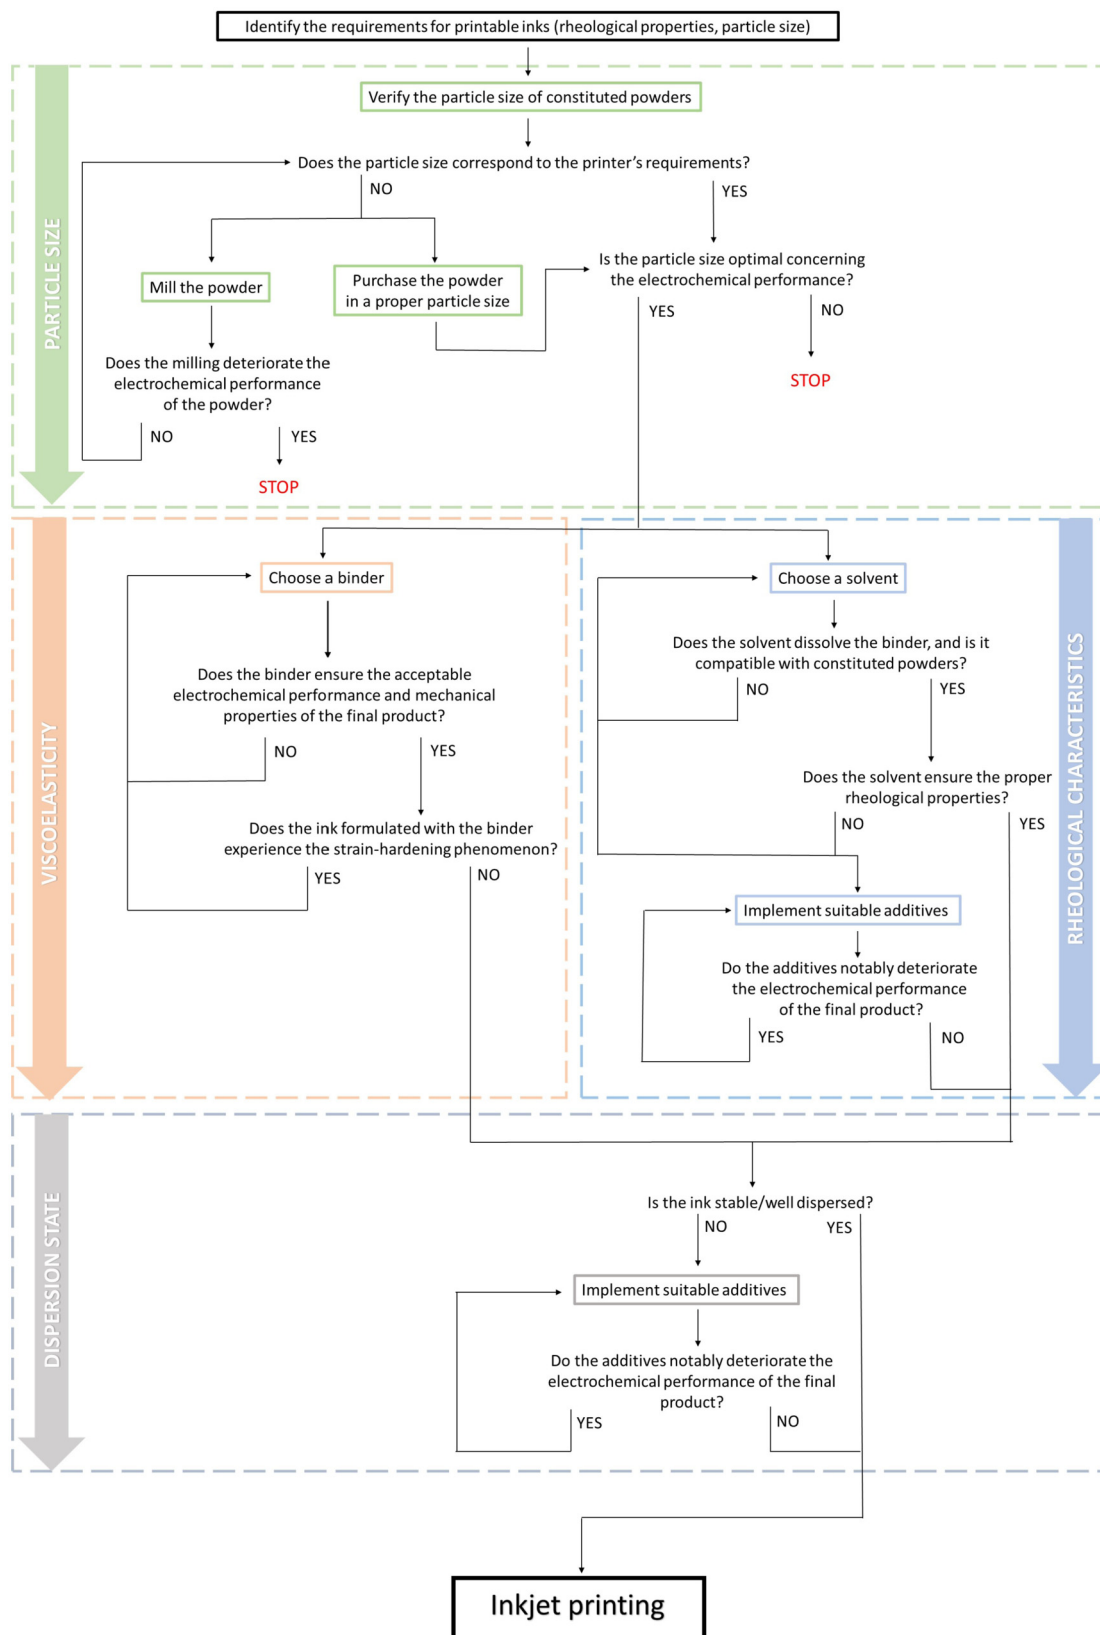 Identify the requirements for printable inks (rheological properties, particle size)
PARTICLE SIZE
Verify the particle size of constituted powders
Does the particle size correspond to the printer's requirements?
NO
YES
Mill the powder
Purchase the powder
in a proper particle size
Is the particle size optimal concerning
the electrochemical performance?
YES
NO
STOP
Does the milling deteriorate the
electrochemical performance
of the powder?
NO
YES
STOP
VISCOELASTICITY
Choose a binder
Does the binder ensure the acceptable
electrochemical performance and mechanical
properties of the final product?
NO
YES
Does the ink formulated with the binder
experience the strain-hardening phenomenon?
YES
NO
RHEOLOGICAL CHARACTERISTICS
Choose a solvent
Does the solvent dissolve the binder, and is it
compatible with constituted powders?
NO
YES
Does the solvent ensure the proper
rheological properties?
NO
YES
Implement suitable additives
Do the additives notably deteriorate
the electrochemical performance
of the final product?
YES
NO
DISPERSION STATE
Is the ink stable/well dispersed?
NO
YES
Implement suitable additives
Do the additives notably deteriorate the
electrochemical performance of the final
product?
YES
NO
Inkjet printing